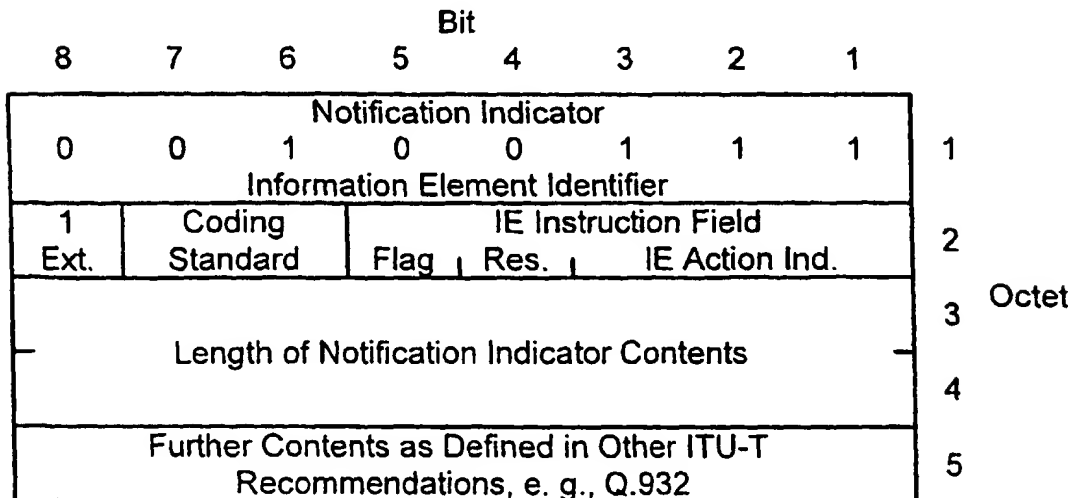 Bit
8 7 6 5 4 3 2 1
Notification Indicator
0 0 1 0 0 1 1 1 1
Information Element Identifier
1 Coding IE Instruction Field
Ext. Standard Flag Res. IE Action Ind. 2
3 Octet
Length of Notification Indicator Contents
4
Further Contents as Defined in Other ITU-T
Recommendations, e. g., Q.932 5